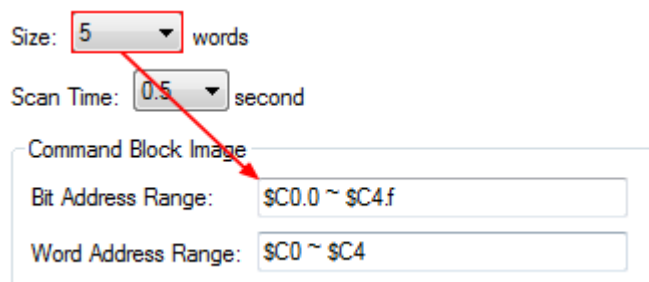 Size: 5 words
Scan Time: 0.5 second
Command Block Image
Bit Address Range: $C0.0 ~ $C4.f
Word Address Range: $C0 ~ $C4